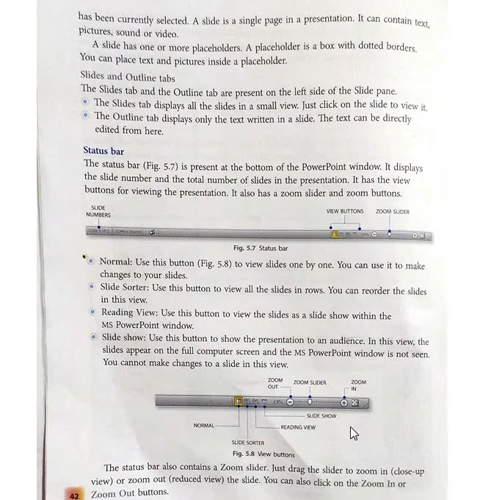 has been currently selected. A slide is a single page in a presentation. It can contain text,
pictures, sound or video.
A slide has one or more placeholders. A placeholder is a box with dotted borders.
You can place text and pictures inside a placeholder.
Slides and Outline tabs
The Slides tab and the Outline tab are present on the left side of the Slide pane.
The Slides tab displays all the slides in a small view. Just click on the slide to view it.
The Outline tab displays only the text written in a slide. The text can be directly
edited from here.
Status bar
The status bar (Fig. 5.7) is present at the bottom of the PowerPoint window. It displays
the slide number and the total number of slides in the presentation. It has the view
buttons for viewing the presentation. It also has a zoom slider and zoom buttons.
SLIDE
NUMBERS
VIEW BUTTONS ZOOM SLIDER
Fig. 5.7 Status bar
Normal: Use this button (Fig. 5.8) to view slides one by one. You can use it to make
changes to your slides.
Slide Sorter: Use this button to view all the slides in rows. You can reorder the slides
in this view.
Reading View: Use this button to view the slides as a slide show within the
MS PowerPoint window.
Slide show: Use this button to show the presentation to an audience. In this view, the
slides appear on the full computer screen and the MS PowerPoint window is not seen.
You cannot make changes to a slide in this view.
ZOOM
OUT
ZOOM SLIDER
ZOOM
IN
SLIDE SHOW
NORMAL
READING VIEW
SLIDE SORTER
Fig. 5.8 View buttons
The status bar also contains a Zoom slider. Just drag the slider to zoom in (close-up
view) or zoom out (reduced view) the slide. You can also click on the Zoom In or
Zoom Out buttons.
42